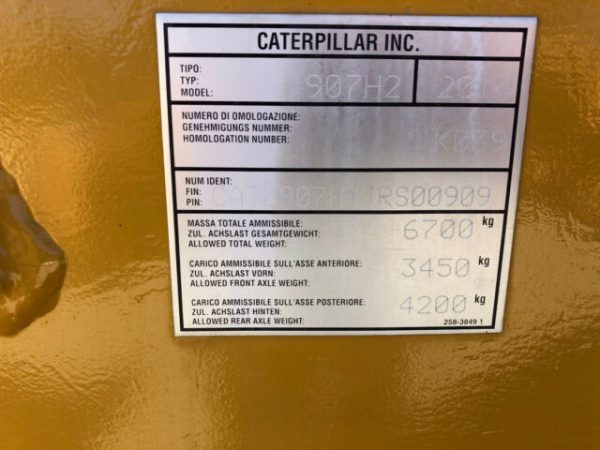 CATERPILLAR INC.
TIPO:
TYP:
MODEL: 907H2 2014
NUMERO DI OMOLOGAZIONE:
GENEHMIGUNGS NUMMER:
HOMOLOGATION NUMBER: K039
NUM IDENT:
FIN:
PIN:
MASSA TOTALE AMMISSIBILE:
ZUL. ACHSLAST GESAMTGEWICHT: 6700 kg
ALLOWED TOTAL WEIGHT:
CARICO AMMISSIBILE SULL'ASSE ANTERIORE:
ZUL. ACHSLAST VORN: 3450 kg
ALLOWED FRONT AXLE WEIGHT:
CARICO AMMISSIBILE SULL'ASSE POSTERIORE:
ZUL. ACHSLAST HINTEN: 4200 kg
ALLOWED REAR AXLE WEIGHT:
258-3849 1